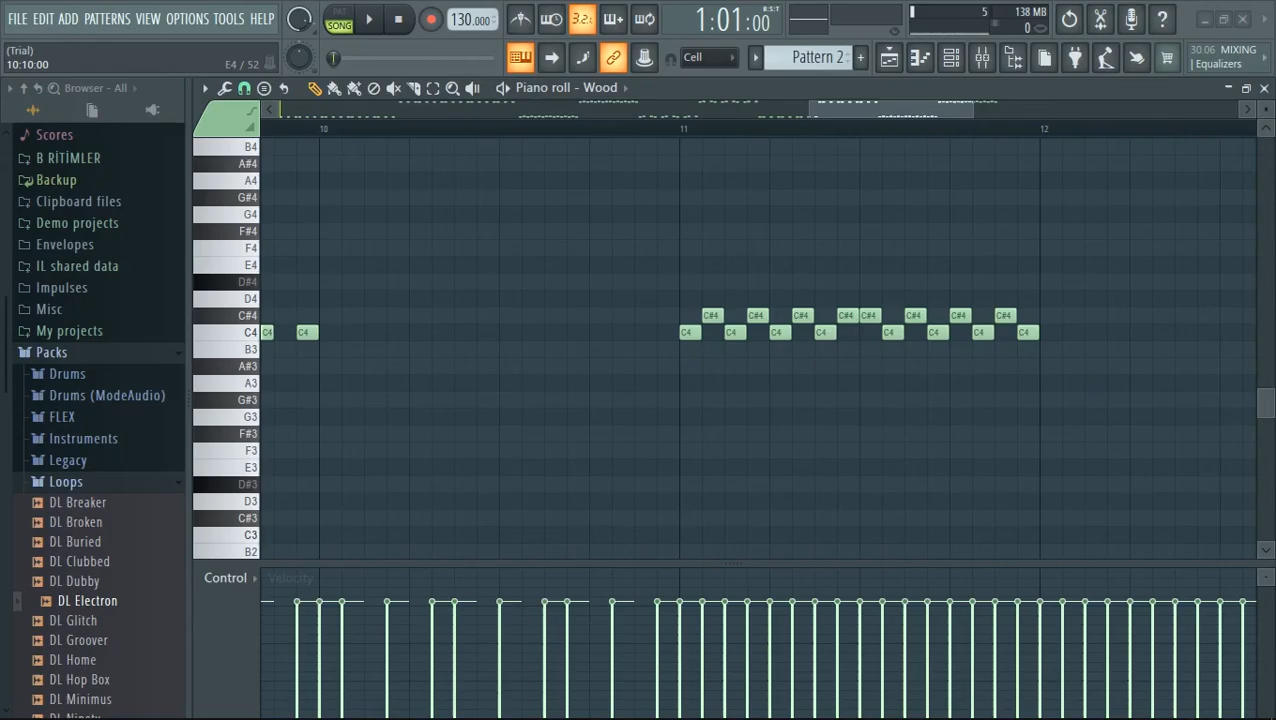 FILE EDIT ADD PATTERNS VIEW OPTIONS TOOLS HELP
PAT
SONG
130.000
3.2
1:01:00
B:S:T
5
138 MB
0
(Trial)
10:10:00
E4 / 52
Cell
Pattern 2
30.06 MIXING
| Equalizers
Browser - All
Piano roll - Wood
10
11
12
Scores
B RİTİMLER
Backup
Clipboard files
Demo projects
Envelopes
IL shared data
Impulses
Misc
My projects
Packs
Drums
Drums (ModeAudio)
FLEX
Instruments
Legacy
Loops
DL Breaker
DL Broken
DL Buried
DL Clubbed
DL Dubby
DL Electron
DL Glitch
DL Groover
DL Home
DL Hop Box
DL Minimus
DL Ninety
B4
A#4
A4
G#4
G4
F#4
F4
E4
D#4
D4
C#4 C#4 C#4 C#4 C#4 C#4 C#4 C#4 C#4
C4 C4 C4 C4 C4 C4 C4 C4 C4 C4 C4
B3
A#3
A3
G#3
G3
F#3
F3
E3
D#3
D3
C#3
C3
B2
Control
Velocity